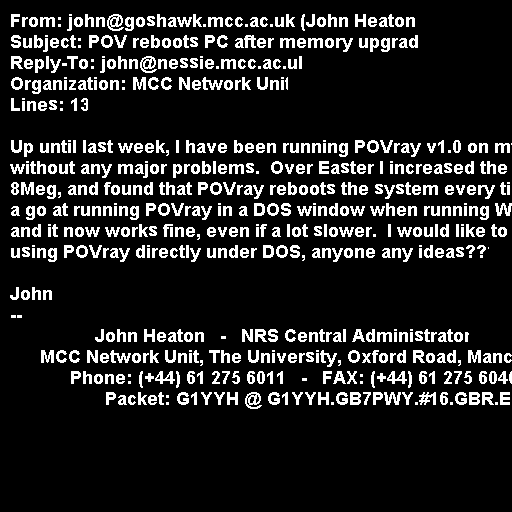 From: john@goshawk.mcc.ac.uk (John Heaton
Subject: POV reboots PC after memory upgrad
Reply-To: john@nessie.mcc.ac.ul
Organization: MCC Network Unit
Lines: 13
Up until last week, I have been running POVray v1.0 on m
without any major problems.  Over Easter I increased the
8Meg, and found that POVray reboots the system every ti
a go at running POVray in a DOS window when running W
and it now works fine, even if a lot slower.  I would like to
using POVray directly under DOS, anyone any ideas??
John
--
John Heaton   -   NRS Central Administrator
MCC Network Unit, The University, Oxford Road, Manc
Phone: (+44) 61 275 6011   -   FAX: (+44) 61 275 604
Packet: G1YYH @ G1YYH.GB7PWY.#16.GBR.E